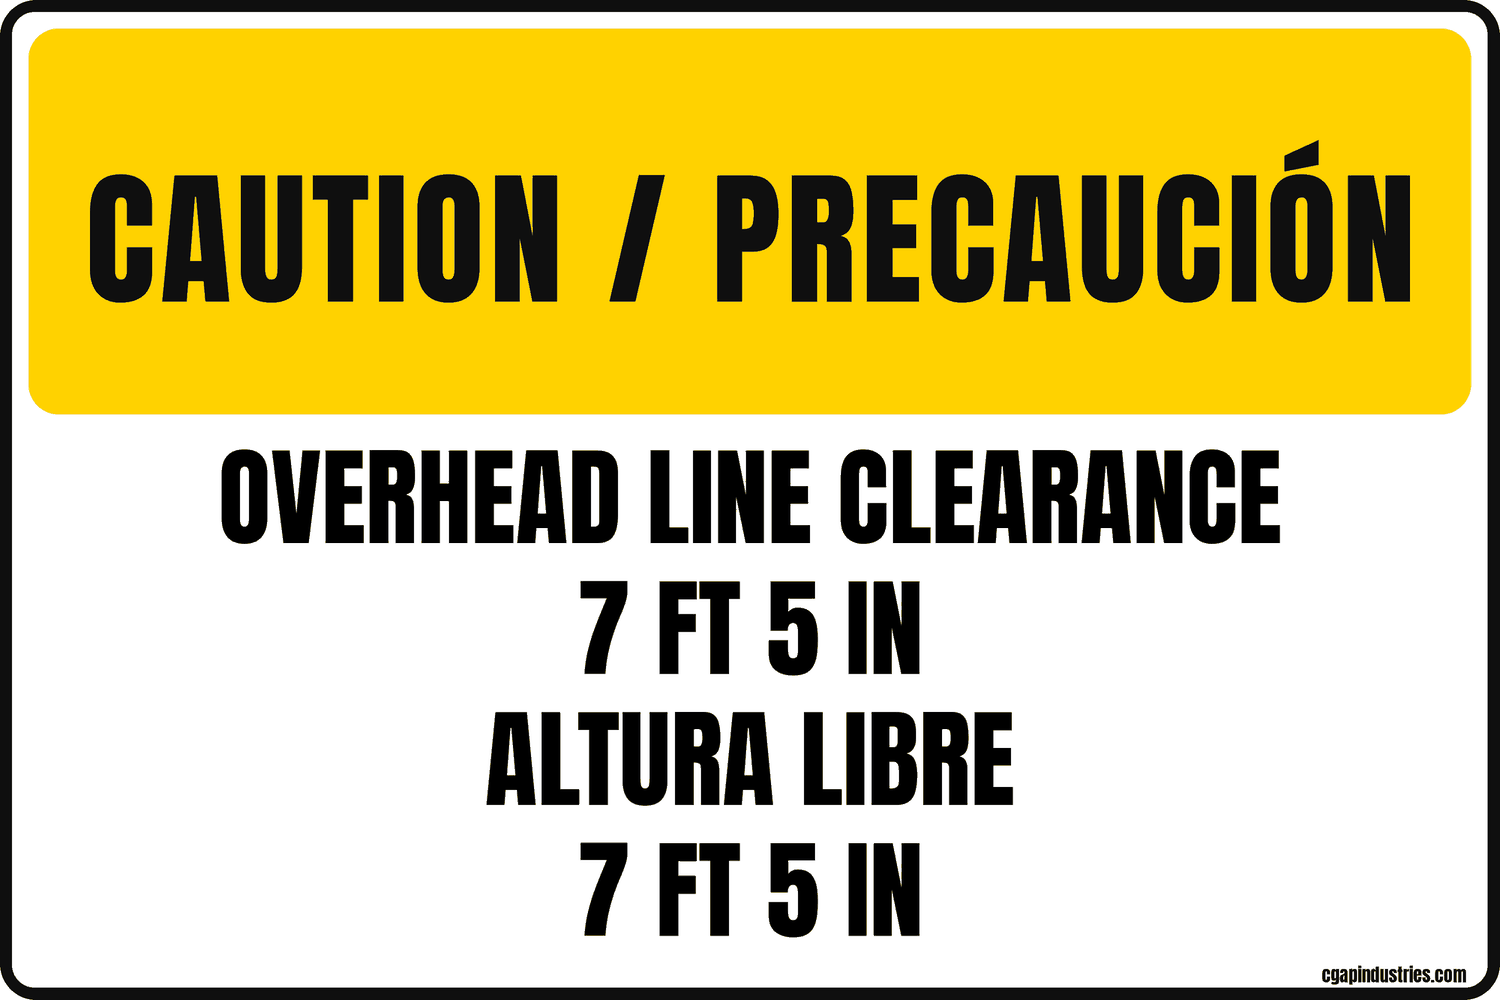 CAUTION / PRECAUCIÓN
OVERHEAD LINE CLEARANCE
7 FT 5 IN
ALTURA LIBRE
7 FT 5 IN
cgapindustries.com